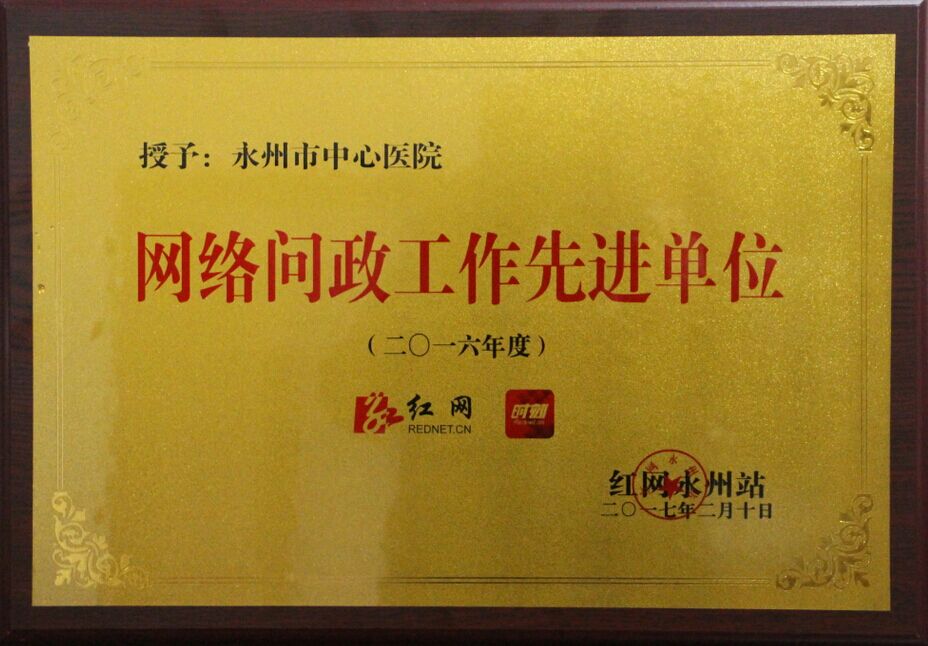 授予：永州市中心医院
网络问政工作先进单位
（二〇一六年度）
红网
REDNET.CN
时刻
红网永州站
二〇一七年二月十日